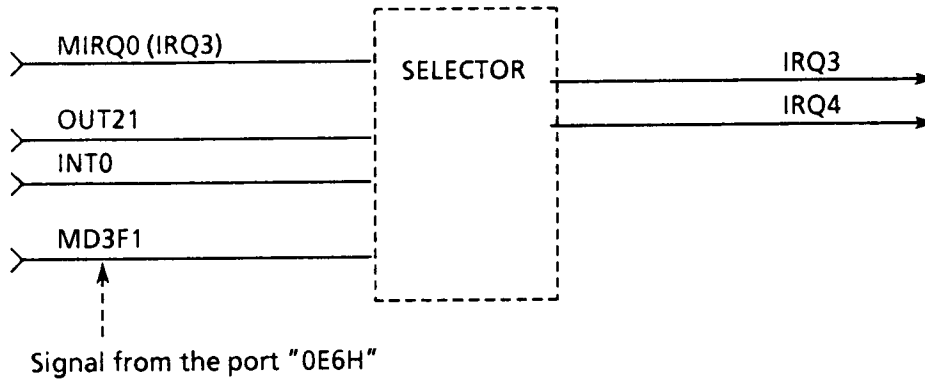 MIRQ0 (IRQ3)
SELECTOR
IRQ3
IRQ4
OUT21
INT0
MD3F1
Signal from the port "0E6H"